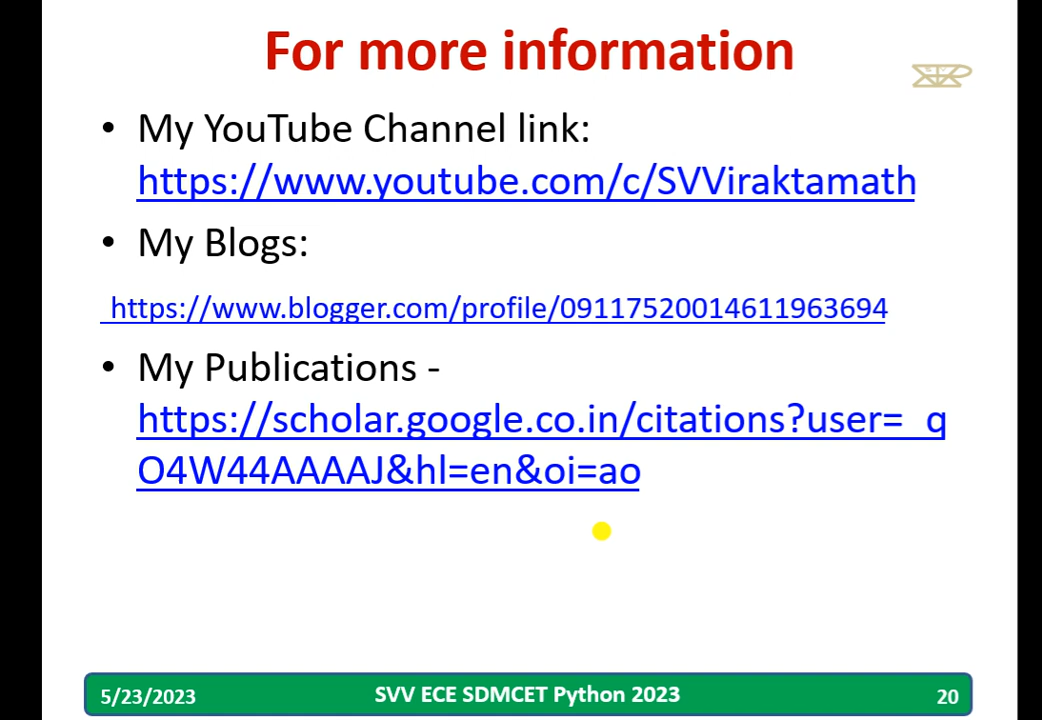 For more information
• My YouTube Channel link:
https://www.youtube.com/c/SVViraktamath
• My Blogs:
https://www.blogger.com/profile/09117520014611963694
• My Publications -
https://scholar.google.co.in/citations?user=_q
O4W44AAAAJ&hl=en&oi=ao
5/23/2023
SVV ECE SDMCET Python 2023
20